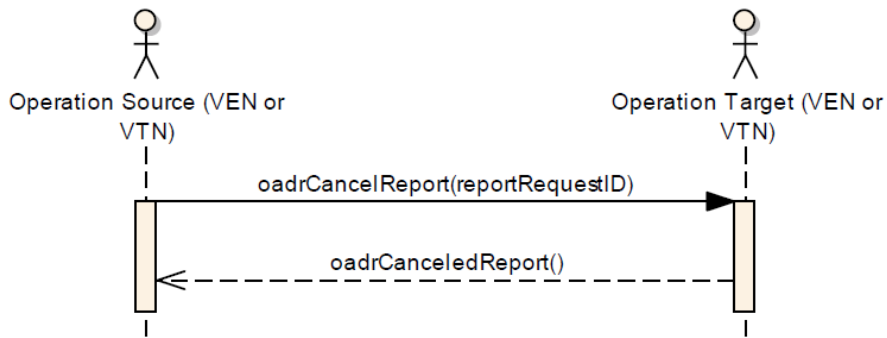 Operation Source (VEN or
VTN)
Operation Target (VEN or
VTN)
oadrCancelReport(reportRequestID)
oadrCanceledReport()